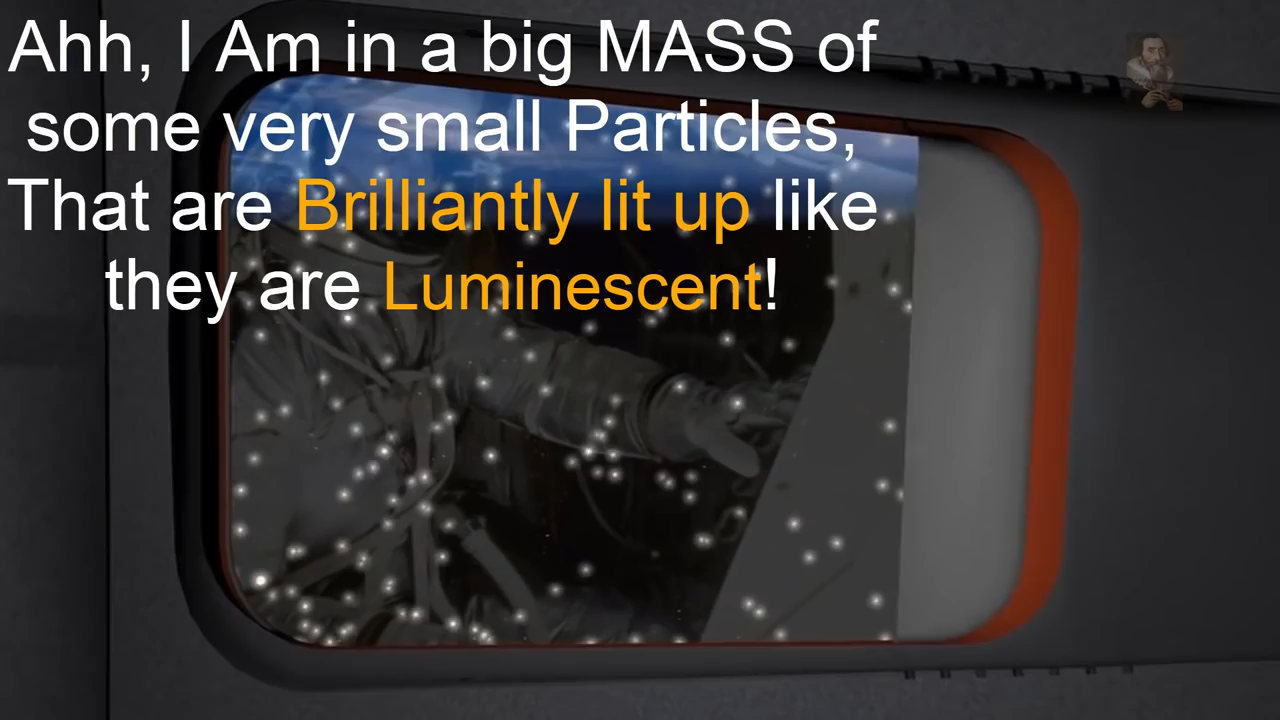 Ahh, I Am in a big MASS of
some very small Particles,
That are Brilliantly lit up like
they are Luminescent!